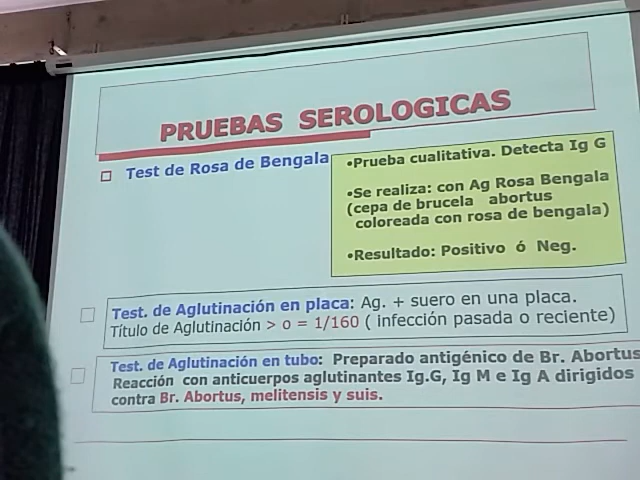 PRUEBAS SEROLOGICAS
Test de Rosa de Bengala
•Prueba cualitativa. Detecta Ig G
•Se realiza: con Ag Rosa Bengala
(cepa de brucela abortus
coloreada con rosa de bengala)
•Resultado: Positivo ó Neg.
Test. de Aglutinación en placa: Ag. + suero en una placa.
Título de Aglutinación > o = 1/160 ( infección pasada o reciente)
Test. de Aglutinación en tubo: Preparado antigénico de Br. Abortus
Reacción con anticuerpos aglutinantes Ig.G, Ig M e Ig A dirigidos
contra Br. Abortus, melitensis y suis.